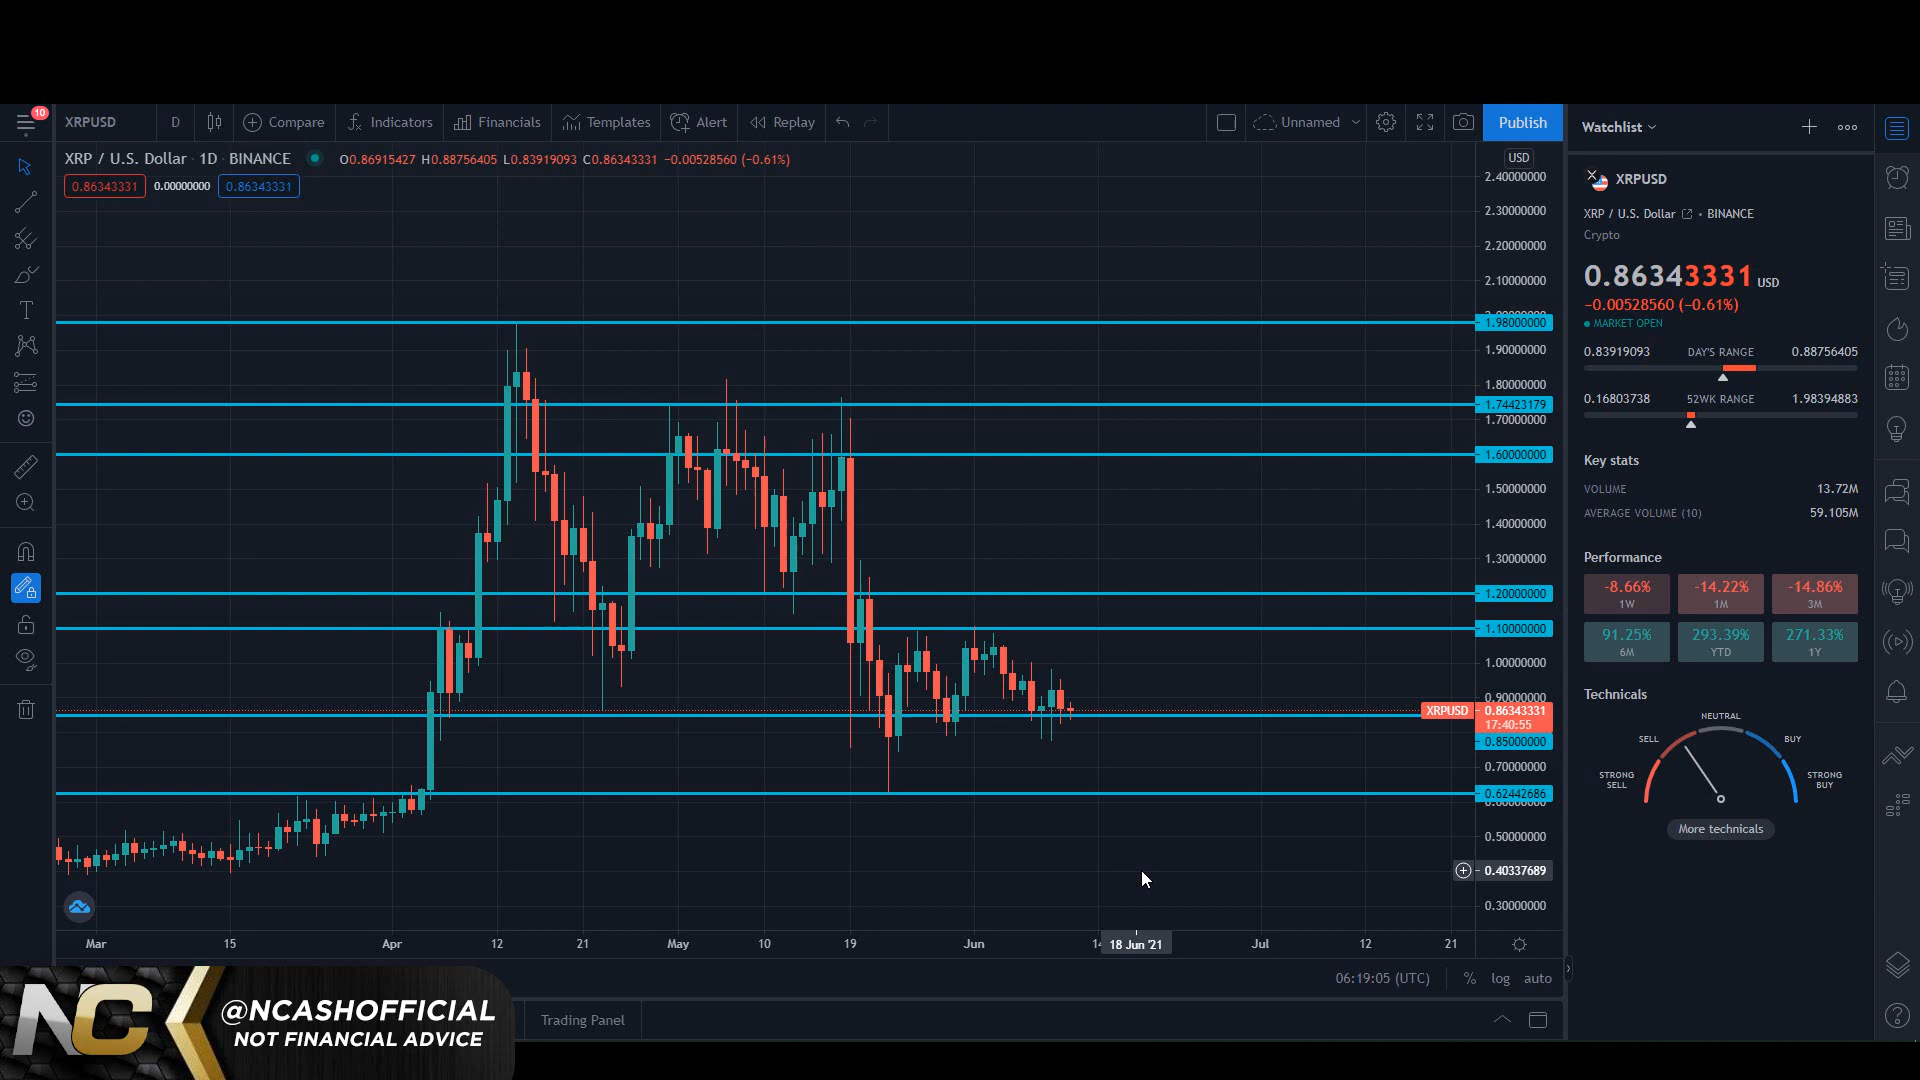 10
XRPUSD D Compare Indicators Financials Templates Alert Replay Unnamed Publish
XRP / U.S. Dollar · 1D · BINANCE O0.86915427 H0.88756405 L0.83919093 C0.86343331 −0.00528560 (−0.61%)
0.86343331 0.00000000 0.86343331
USD
2.40000000
2.30000000
2.20000000
2.10000000
1.98000000
1.90000000
1.80000000
1.74423179
1.70000000
1.60000000
1.50000000
1.40000000
1.30000000
1.20000000
1.10000000
1.00000000
0.90000000
XRPUSD 0.86343331
17:40:55
0.85000000
0.70000000
0.62442686
0.60000000
0.50000000
0.40337689
0.30000000
Mar 15 Apr 12 21 May 10 19 Jun 14 18 Jun '21 Jul 12 21
06:19:05 (UTC) % log auto
Trading Panel
Watchlist
XRPUSD
XRP / U.S. Dollar • BINANCE
Crypto
0.86343331 USD
−0.00528560 (−0.61%)
MARKET OPEN
0.83919093 DAY'S RANGE 0.88756405
0.16803738 52WK RANGE 1.98394883
Key stats
VOLUME 13.72M
AVERAGE VOLUME (10) 59.105M
Performance
-8.66% -14.22% -14.86%
1W 1M 3M
91.25% 293.39% 271.33%
6M YTD 1Y
Technicals
NEUTRAL
SELL BUY
STRONG SELL STRONG BUY
More technicals
NC
@NCASHOFFICIAL
NOT FINANCIAL ADVICE